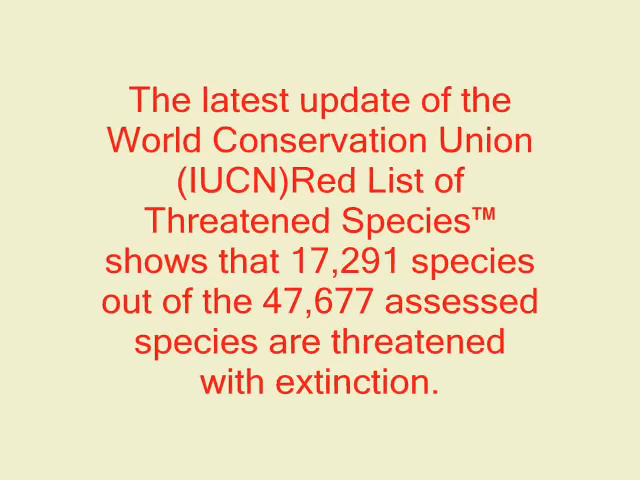 The latest update of the
World Conservation Union
(IUCN)Red List of
Threatened Species™
shows that 17,291 species
out of the 47,677 assessed
species are threatened
with extinction.